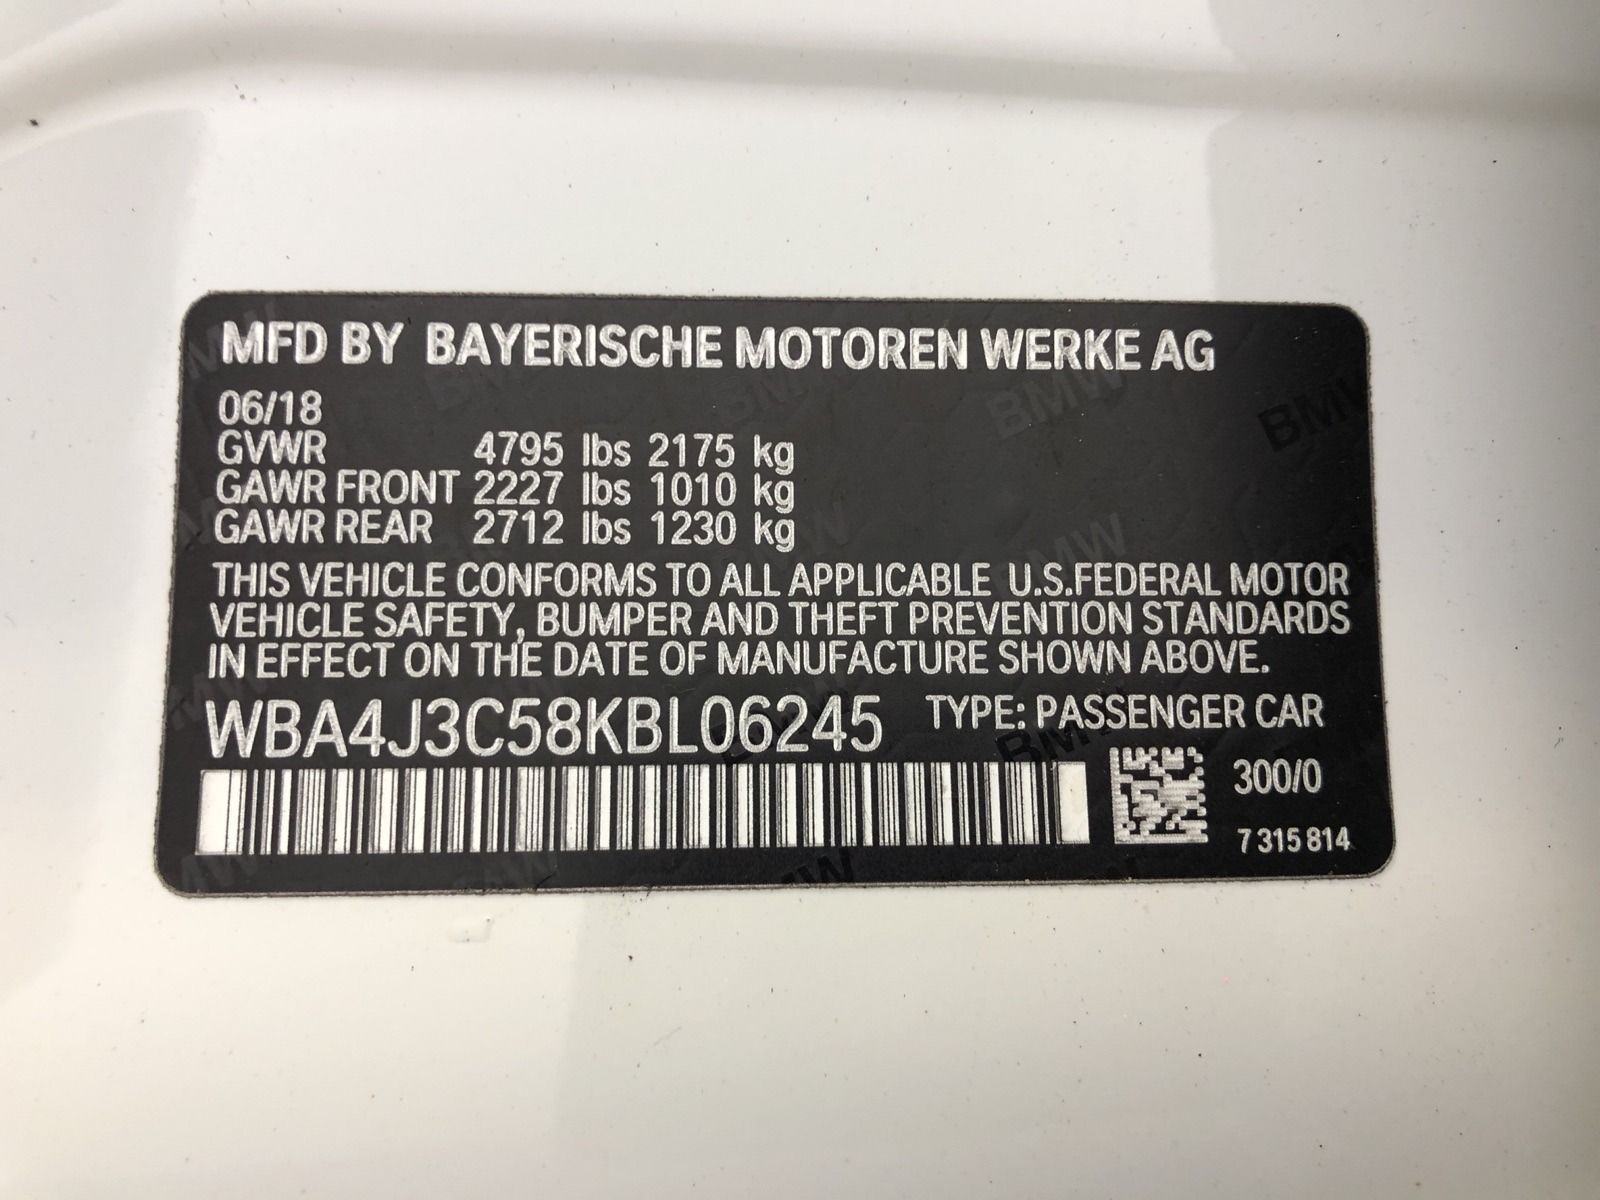 MFD BY BAYERISCHE MOTOREN WERKE AG
06/18
GVWR 4795 lbs 2175 kg
GAWR FRONT 2227 lbs 1010 kg
GAWR REAR 2712 lbs 1230 kg
THIS VEHICLE CONFORMS TO ALL APPLICABLE U.S.FEDERAL MOTOR
VEHICLE SAFETY, BUMPER AND THEFT PREVENTION STANDARDS
IN EFFECT ON THE DATE OF MANUFACTURE SHOWN ABOVE.
WBA4J3C58KBL06245 TYPE: PASSENGER CAR
300/0
7 315 814